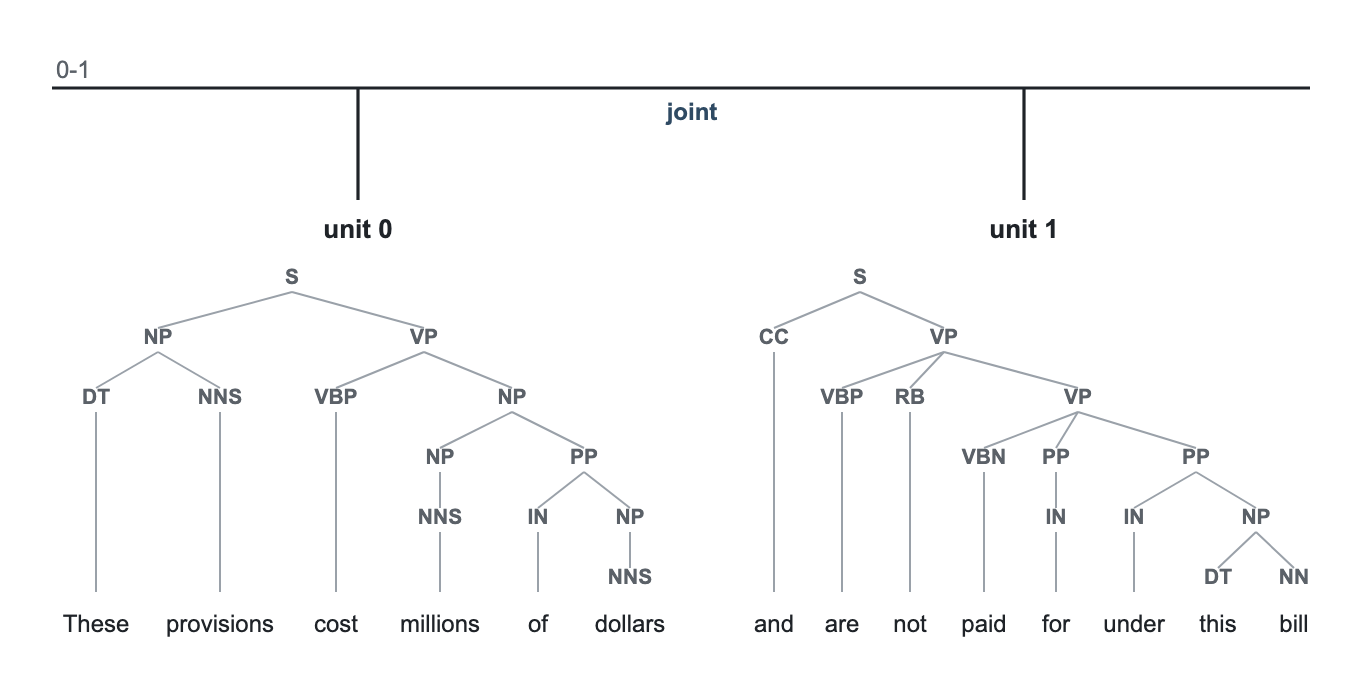 0-1
joint
unit 0 unit 1
S S
NP VP CC VP
DT NNS VBP NP VBP RB VP
NP PP VBN PP PP
NNS IN NP IN IN NP
NNS DT NN
These provisions cost millions of dollars and are not paid for under this bill